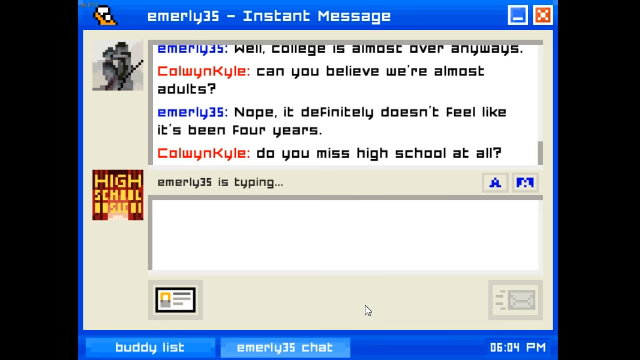 emerly35 - Instant Message
emerly35: Well, college is almost over anyways.
ColwynKyle: can you believe we're almost
adults?
emerly35: Nope, it definitely doesn't feel like
it's been four years.
ColwynKyle: do you miss high school at all?
HIGH
SCHOOL
emerly35 is typing...
buddy list
emerly35 chat
06:04 PM